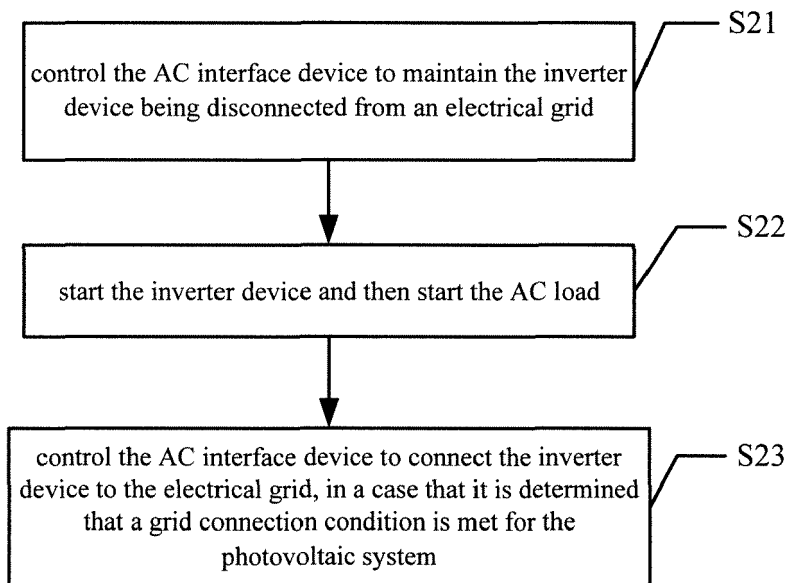 S21
control the AC interface device to maintain the inverter
device being disconnected from an electrical grid
S22
start the inverter device and then start the AC load
S23
control the AC interface device to connect the inverter
device to the electrical grid, in a case that it is determined
that a grid connection condition is met for the
photovoltaic system